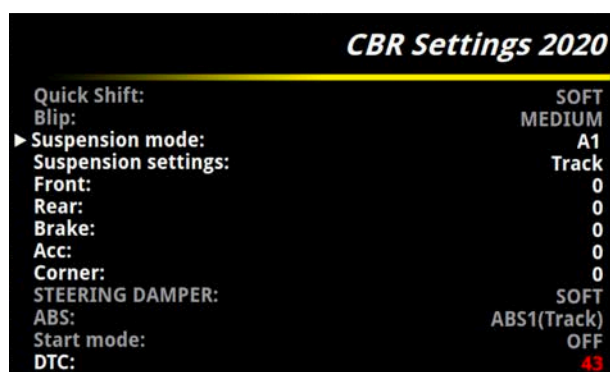 CBR Settings 2020
Quick Shift: SOFT
Blip: MEDIUM
Suspension mode: A1
Suspension settings: Track
Front: 0
Rear: 0
Brake: 0
Acc: 0
Corner: 0
STEERING DAMPER: SOFT
ABS: ABS1(Track)
Start mode: OFF
DTC: 43